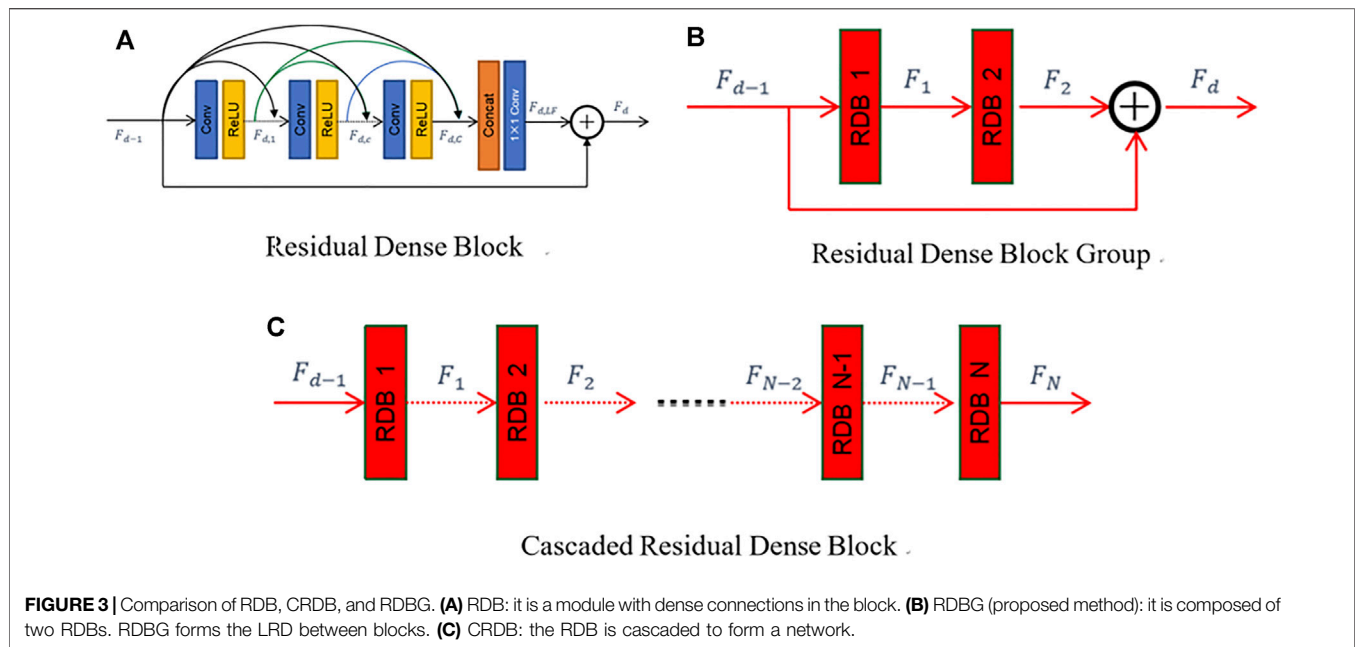 A
F_{d-1}
Conv
ReLU
F_{d,1}
Conv
ReLU
F_{d,c}
Conv
ReLU
F_{d,C}
Concat
1×1 Conv
F_{d,LF}
F_d
Residual Dense Block
B
F_{d-1}
RDB 1
F_1
RDB 2
F_2
F_d
Residual Dense Block Group
C
F_{d-1}
RDB 1
F_1
RDB 2
F_2
F_{N-2}
RDB N-1
F_{N-1}
RDB N
F_N
Cascaded Residual Dense Block
FIGURE 3 | Comparison of RDB, CRDB, and RDBG. (A) RDB: it is a module with dense connections in the block. (B) RDBG (proposed method): it is composed of
two RDBs. RDBG forms the LRD between blocks. (C) CRDB: the RDB is cascaded to form a network.